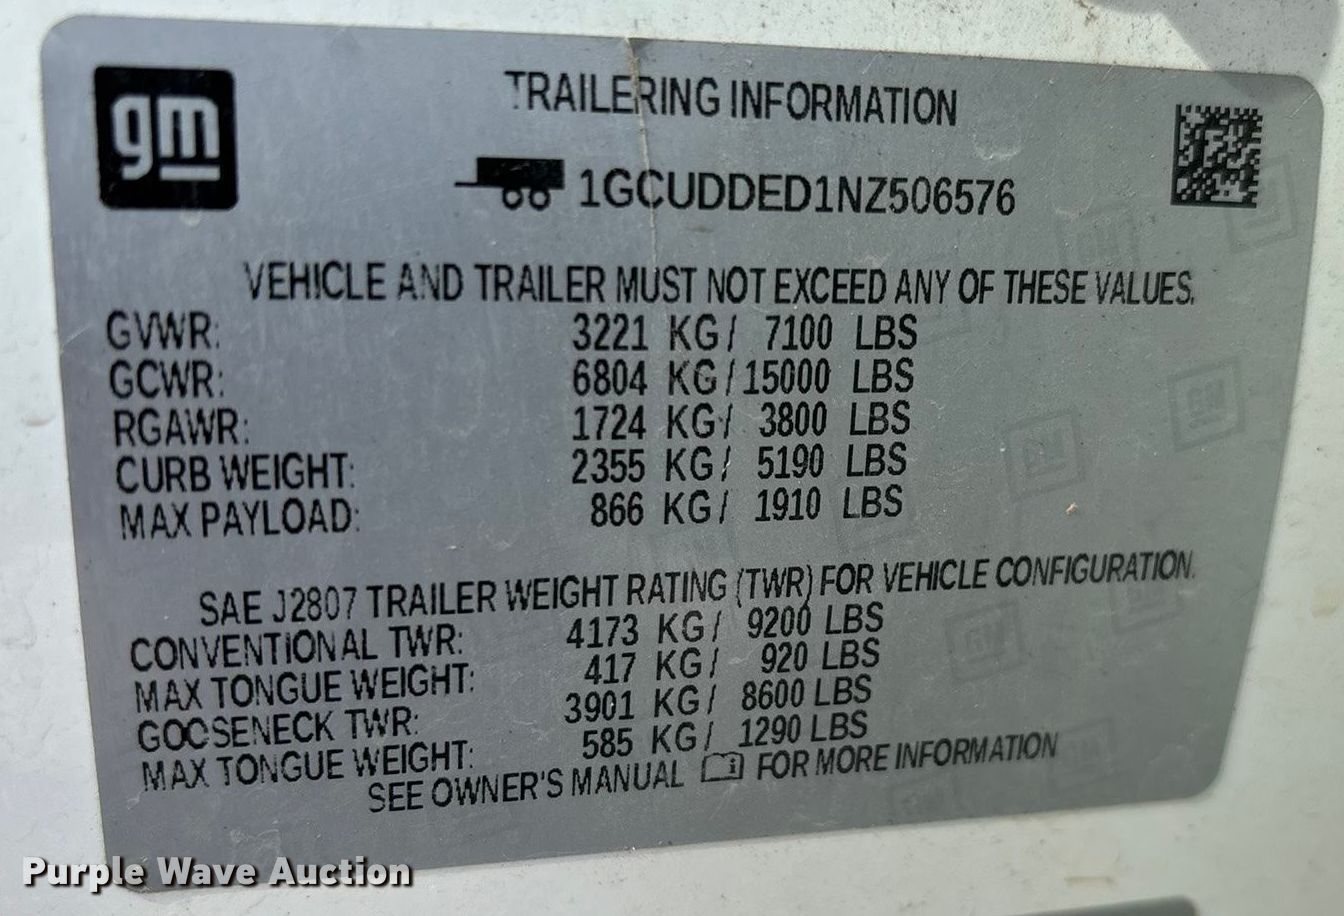 gm
TRAILERING INFORMATION
1GCUDDED1NZ506576
VEHICLE AND TRAILER MUST NOT EXCEED ANY OF THESE VALUES.
GVWR: 3221 KG/ 7100 LBS
GCWR: 6804 KG/15000 LBS
RGAWR: 1724 KG/ 3800 LBS
CURB WEIGHT: 2355 KG/ 5190 LBS
MAX PAYLOAD: 866 KG/ 1910 LBS
SAE J2807 TRAILER WEIGHT RATING (TWR) FOR VEHICLE CONFIGURATION.
CONVENTIONAL TWR: 4173 KG/ 9200 LBS
MAX TONGUE WEIGHT: 417 KG/ 920 LBS
GOOSENECK TWR: 3901 KG/ 8600 LBS
MAX TONGUE WEIGHT: 585 KG/ 1290 LBS
SEE OWNER'S MANUAL FOR MORE INFORMATION
Purple Wave Auction